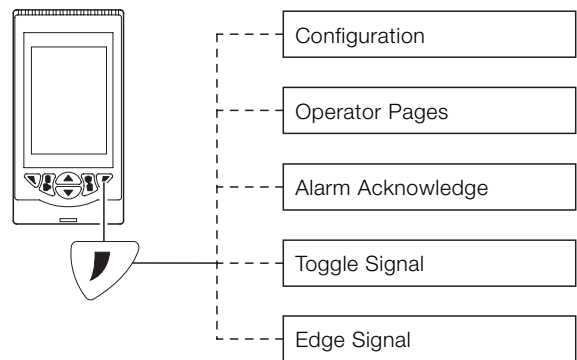 Configuration
Operator Pages
Alarm Acknowledge
Toggle Signal
Edge Signal